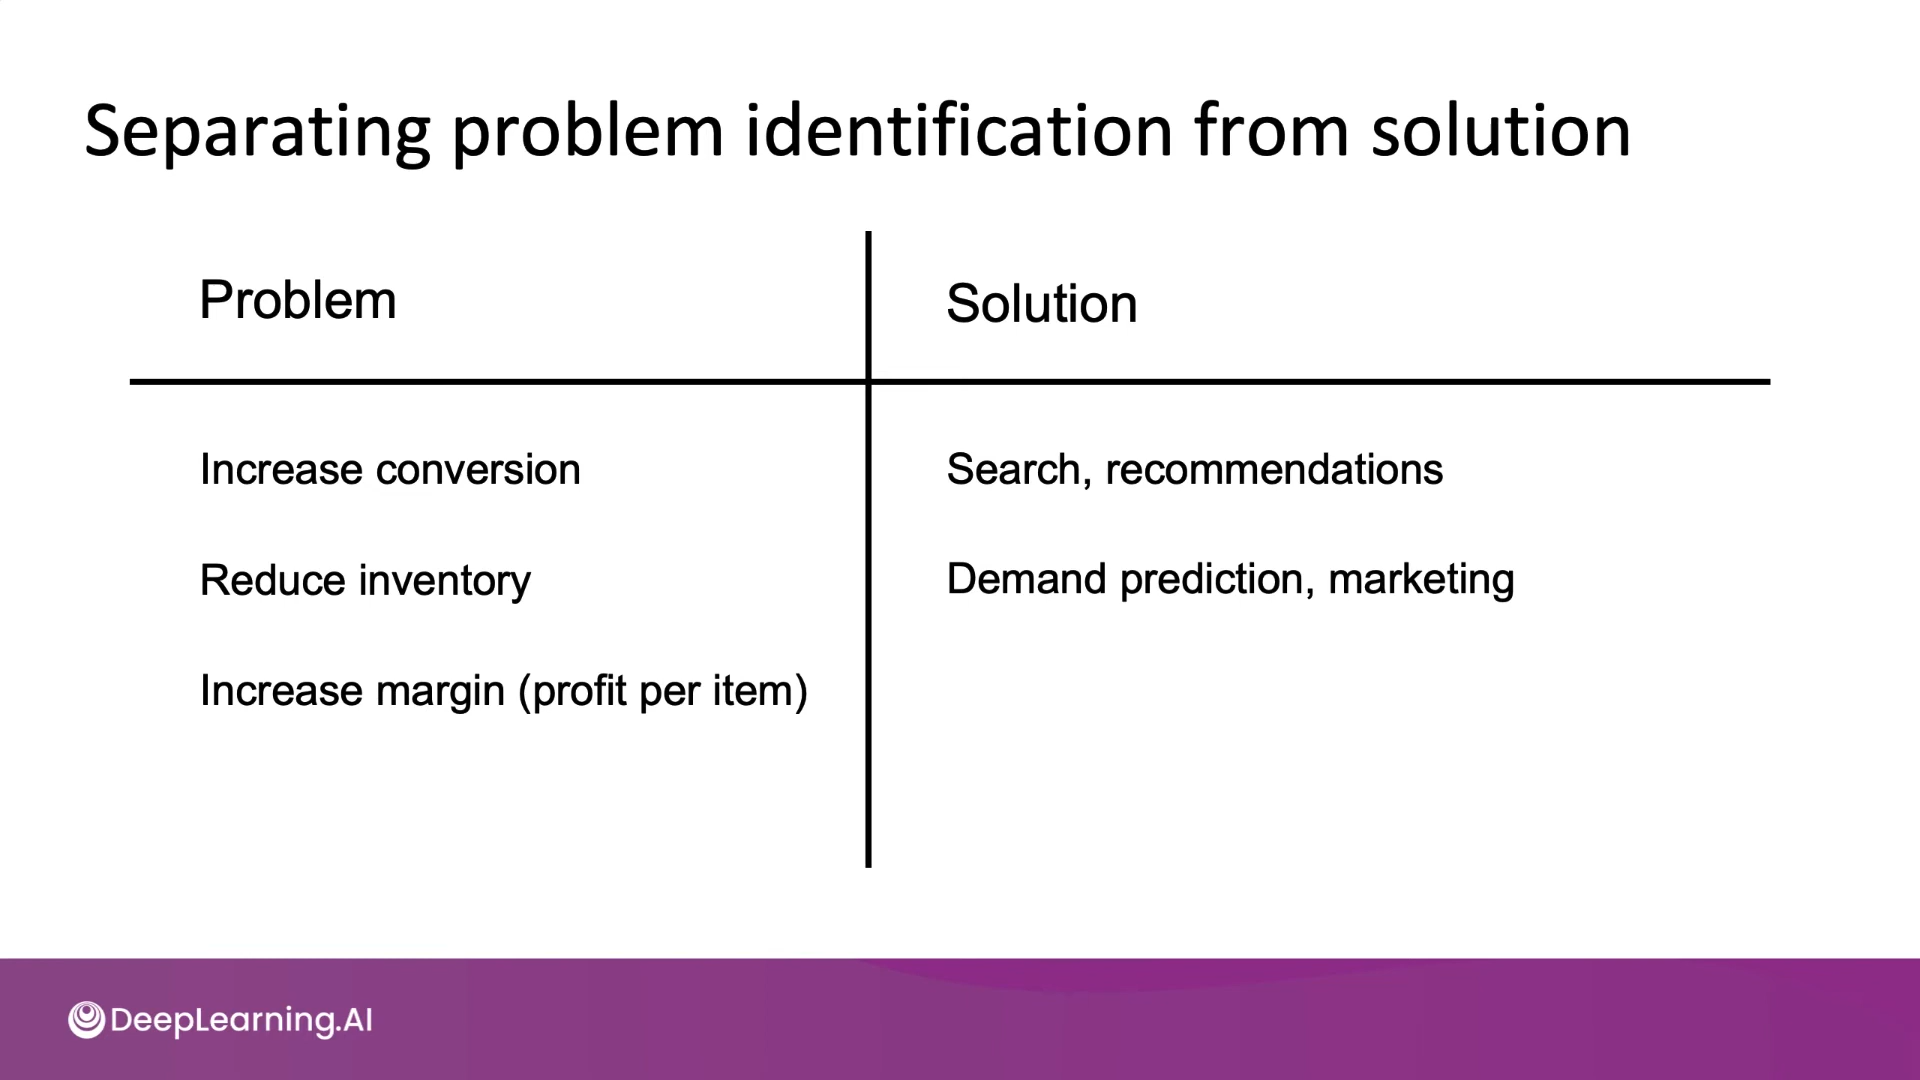 Separating problem identification from solution
Problem
Solution
Increase conversion
Search, recommendations
Reduce inventory
Demand prediction, marketing
Increase margin (profit per item)
DeepLearning.AI